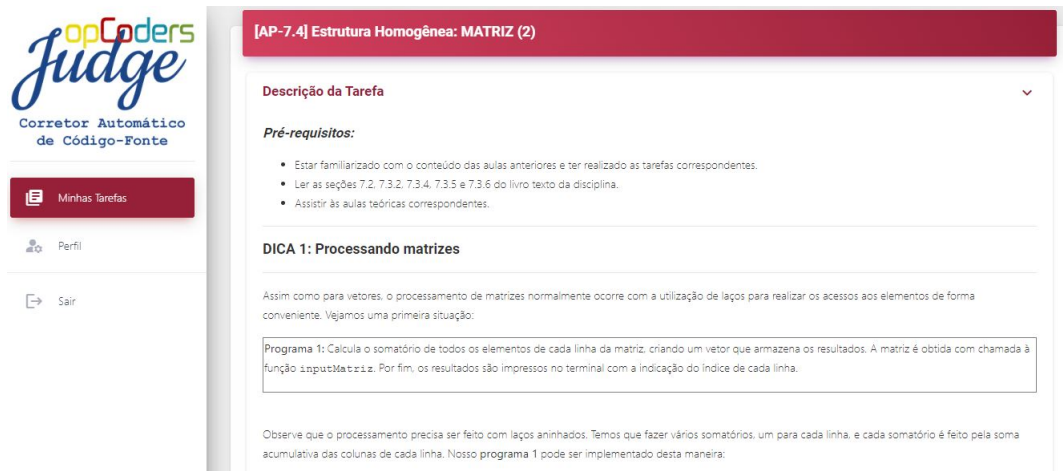 opCoders
Judge
Corretor Automático
de Código-Fonte
Minhas Tarefas
Perfil
Sair
[AP-7.4] Estrutura Homogênea: MATRIZ (2)
Descrição da Tarefa
Pré-requisitos:
Estar familiarizado com o conteúdo das aulas anteriores e ter realizado as tarefas correspondentes.
Ler as seções 7.2, 7.3.2, 7.3.4, 7.3.5 e 7.3.6 do livro texto da disciplina.
Assistir às aulas teóricas correspondentes.
DICA 1: Processando matrizes
Assim como para vetores, o processamento de matrizes normalmente ocorre com a utilização de laços para realizar os acessos aos elementos de forma
conveniente. Vejamos uma primeira situação:
Programa 1: Calcula o somatório de todos os elementos de cada linha da matriz, criando um vetor que armazena os resultados. A matriz é obtida com chamada à
função inputMatriz. Por fim, os resultados são impressos no terminal com a indicação do índice de cada linha.
Observe que o processamento precisa ser feito com laços aninhados. Temos que fazer vários somatórios, um para cada linha, e cada somatório é feito pela soma
acumulativa das colunas de cada linha. Nosso programa 1 pode ser implementado desta maneira: